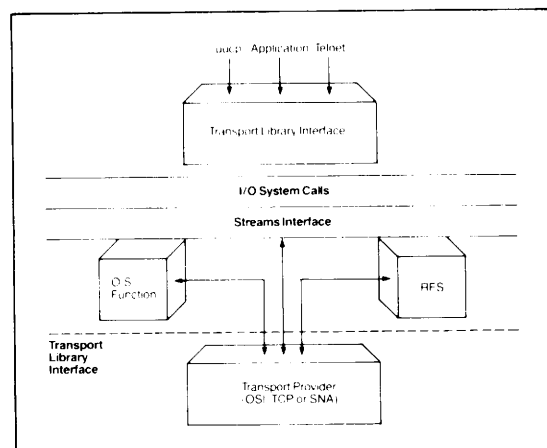 uucp Application Telnet
Transport Library Interface
I/O System Calls
Streams Interface
O/S
Function
RFS
Transport
Library
Interface
Transport Provider
(OSI, TCP or SNA)